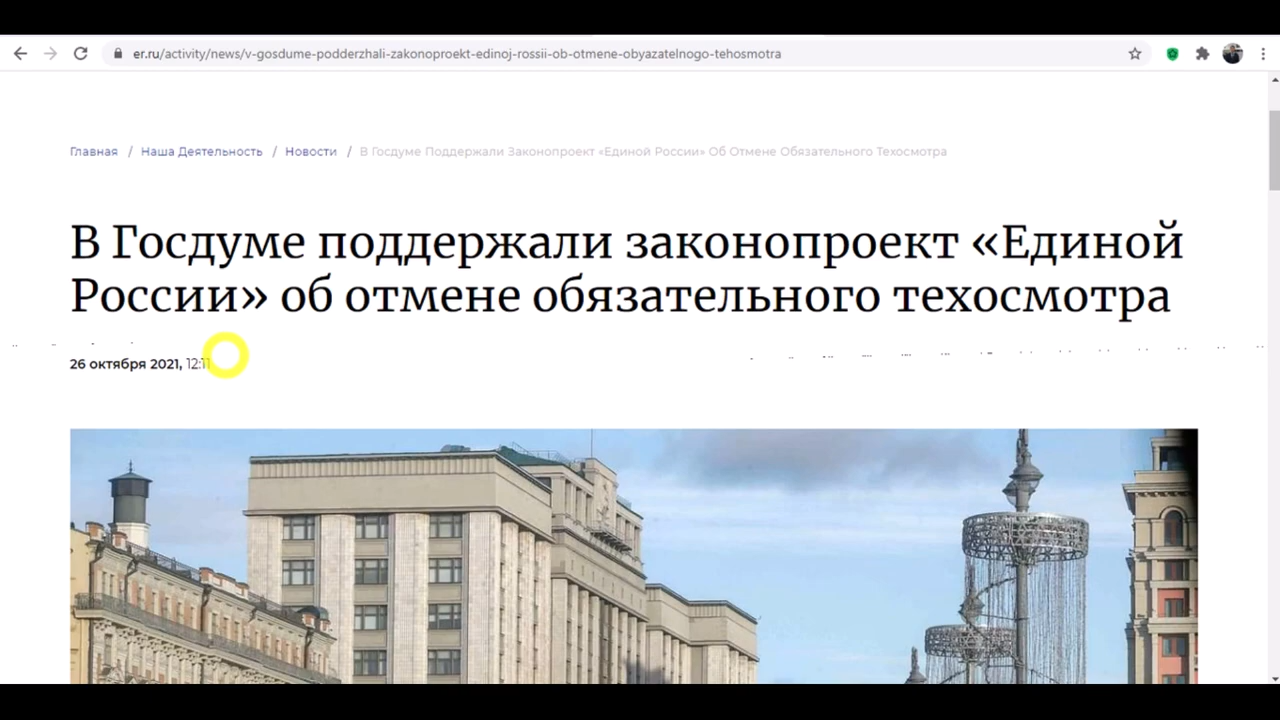 er.ru/activity/news/v-gosdume-podderzhali-zakonoproekt-edinoj-rossii-ob-otmene-obyazatelnogo-tehosmotra
Главная / Наша Деятельность / Новости / В Госдуме Поддержали Законопроект «Единой России» Об Отмене Обязательного Техосмотра
В Госдуме поддержали законопроект «Единой
России» об отмене обязательного техосмотра
26 октября 2021, 12:11